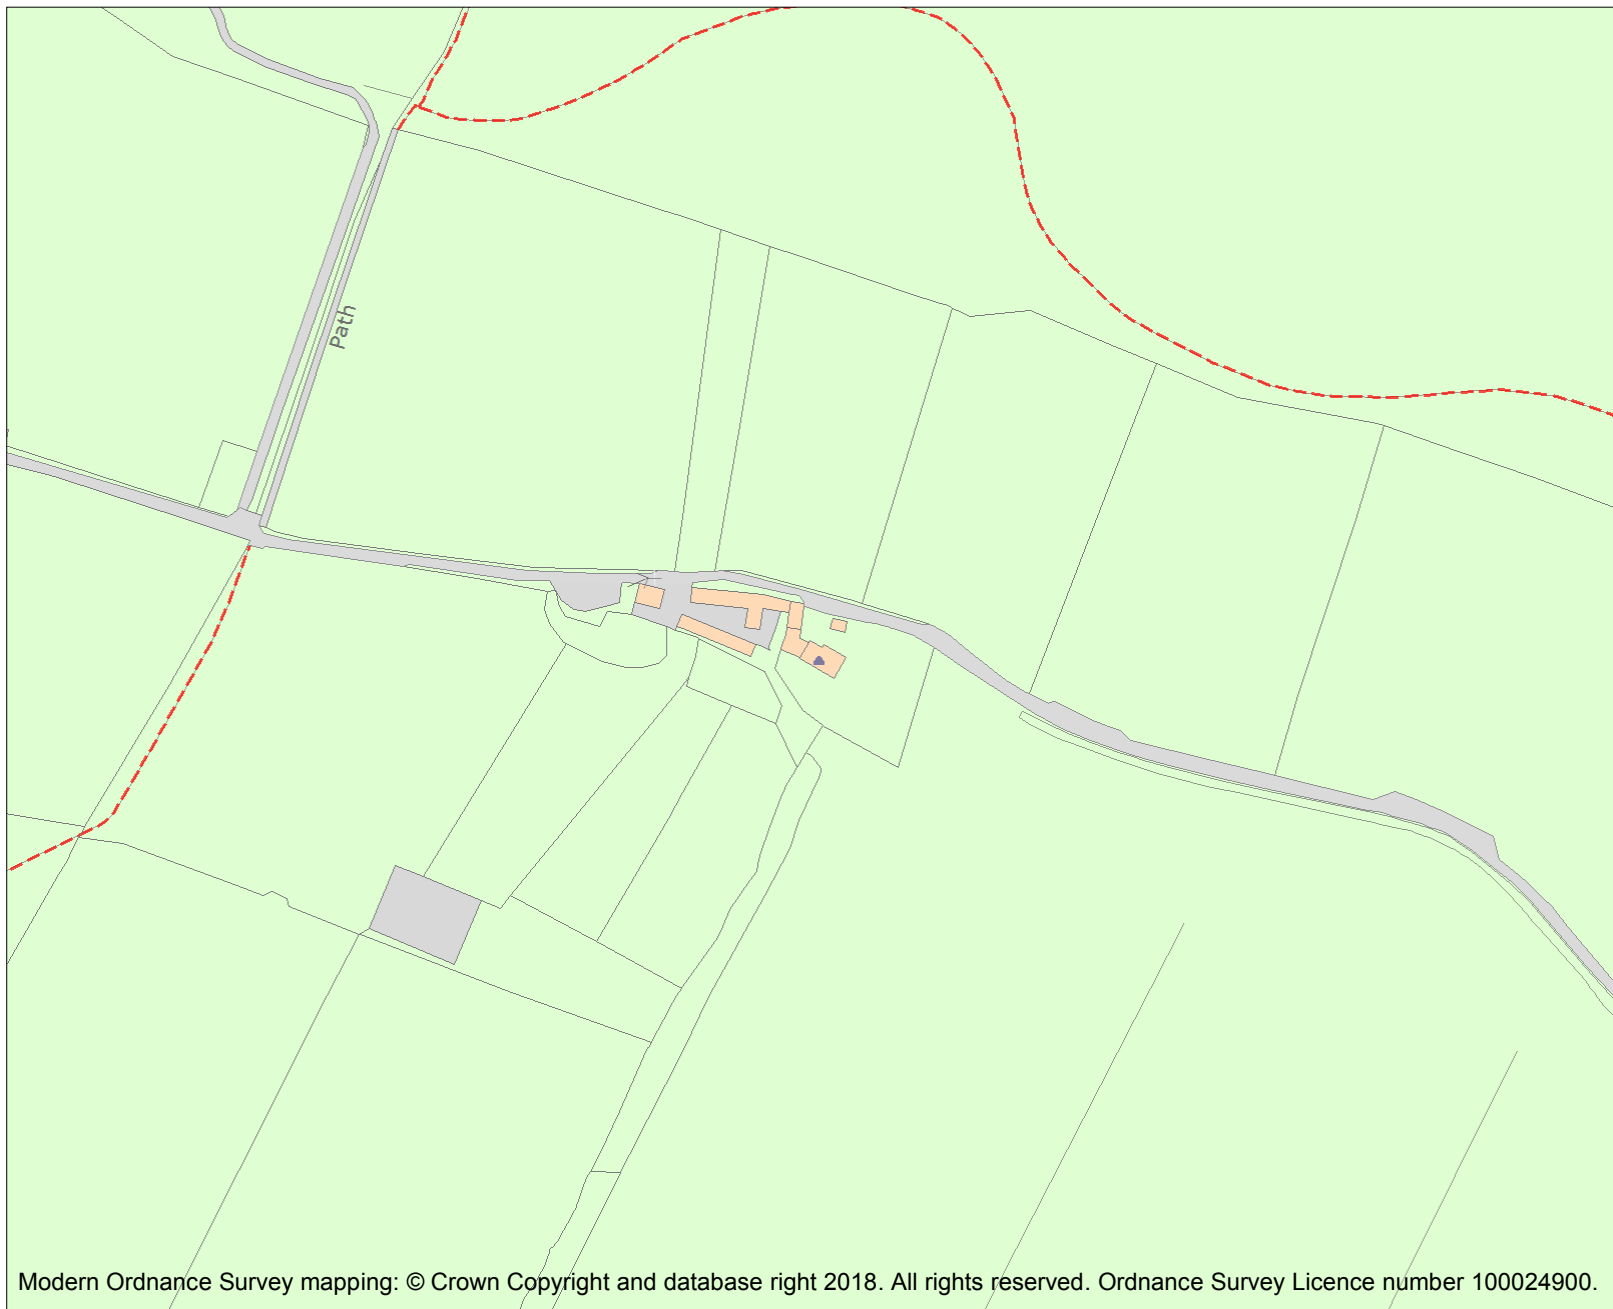 Path
Modern Ordnance Survey mapping: © Crown Copyright and database right 2018. All rights reserved. Ordnance Survey Licence number 100024900.